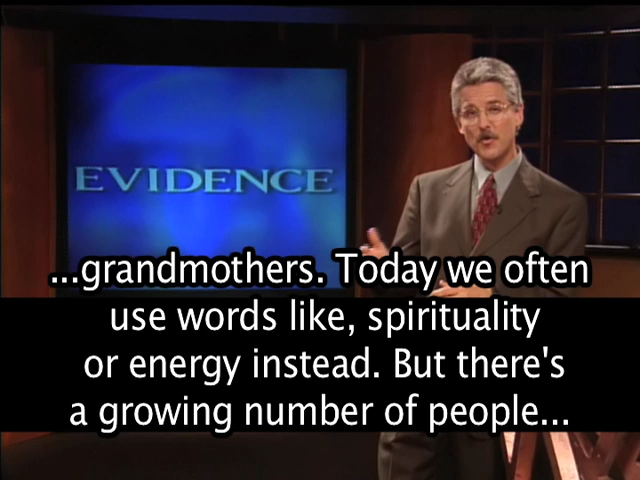 EVIDENCE
...grandmothers. Today we often
use words like, spirituality
or energy instead. But there's
a growing number of people...